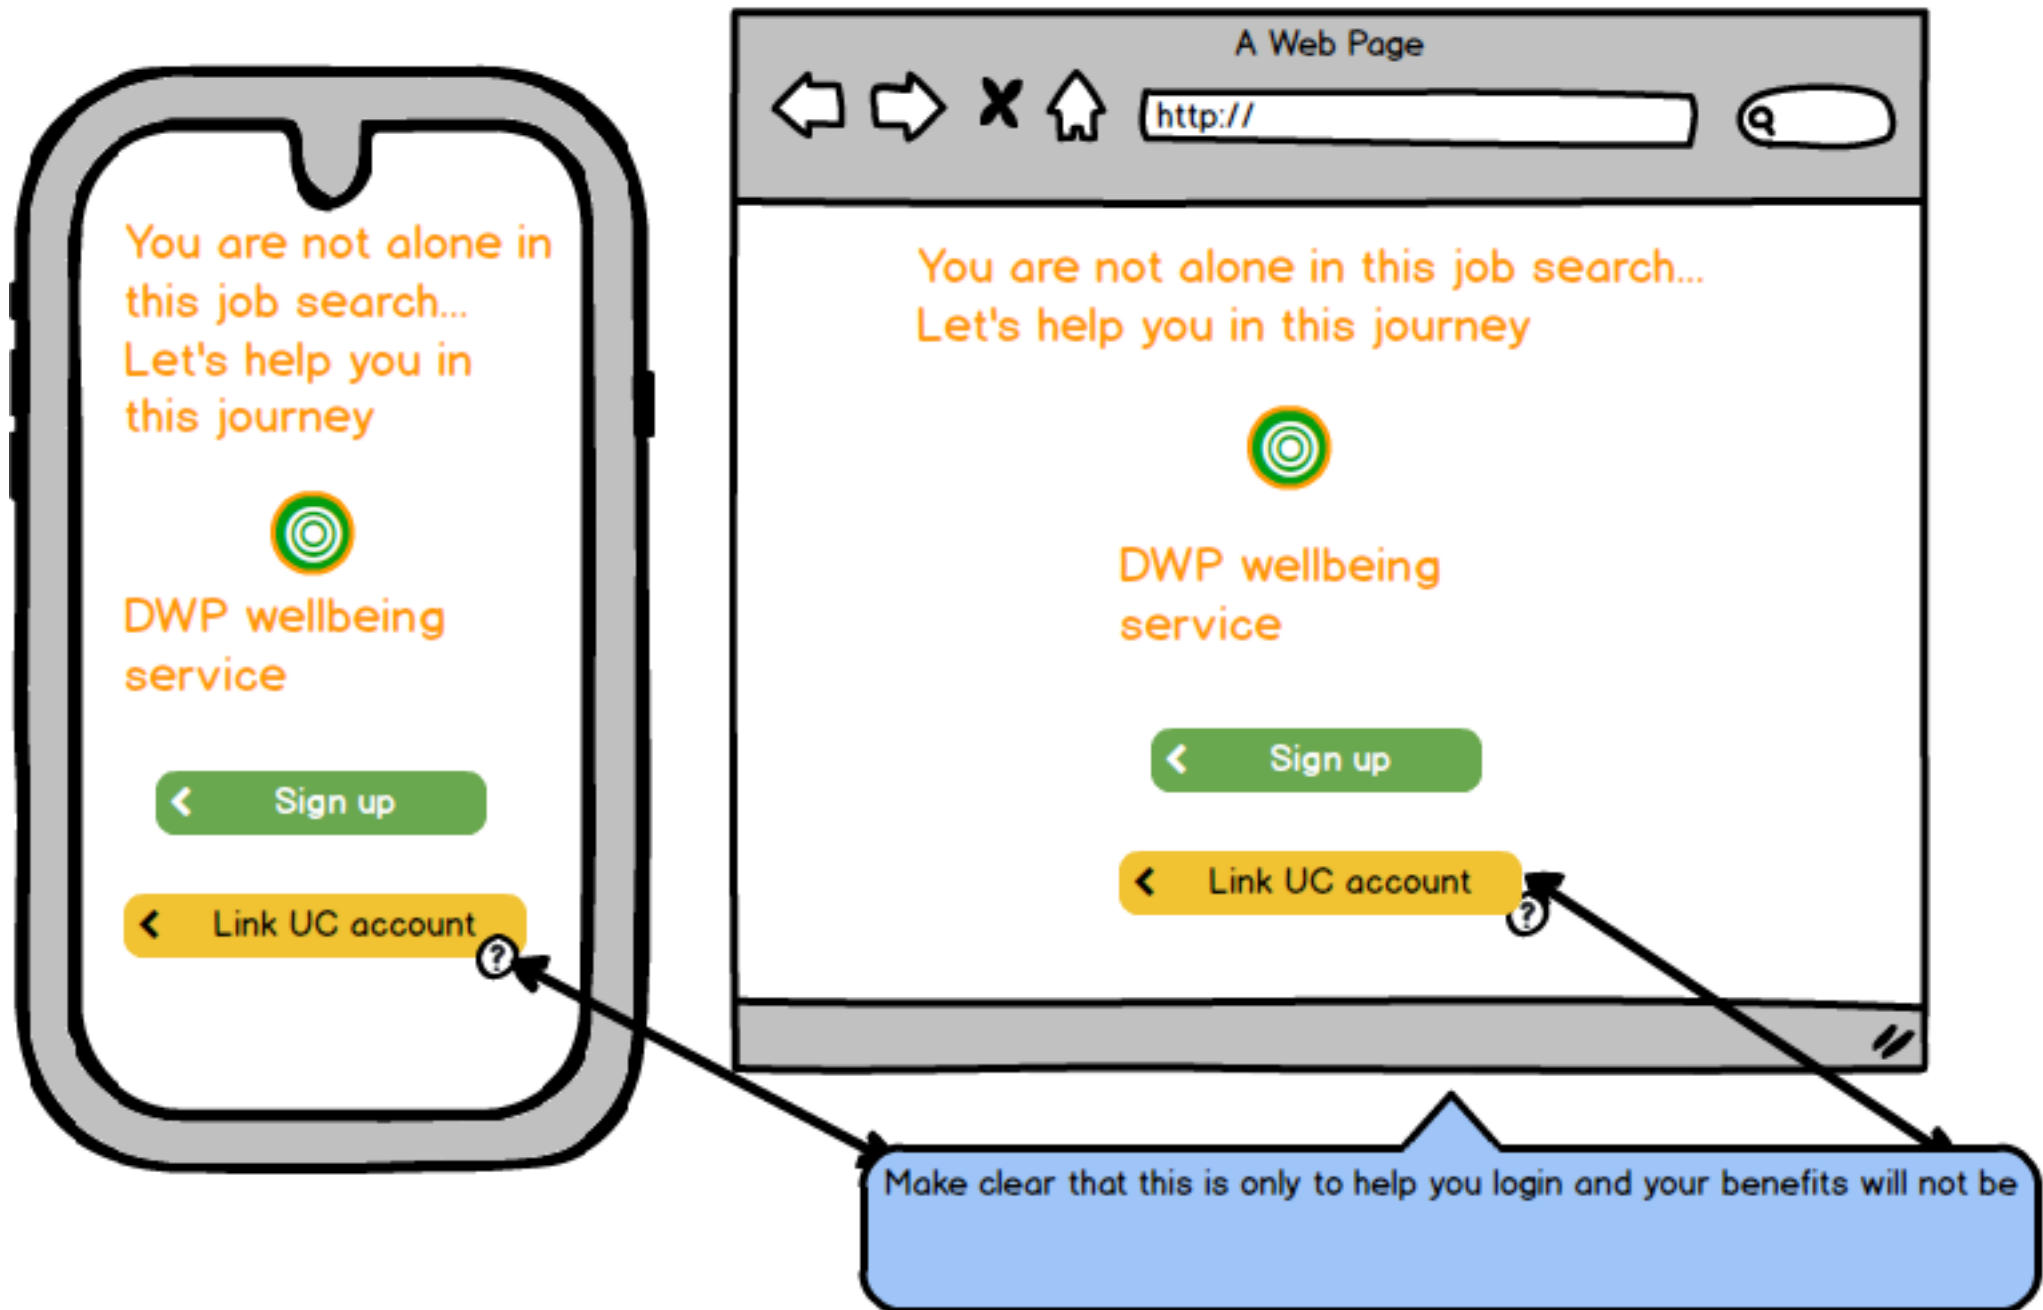 You are not alone in
this job search...
Let's help you in
this journey
DWP wellbeing
service
Sign up
Link UC account
?
A Web Page
http://
You are not alone in this job search...
Let's help you in this journey
DWP wellbeing
service
Sign up
Link UC account
?
Make clear that this is only to help you login and your benefits will not be